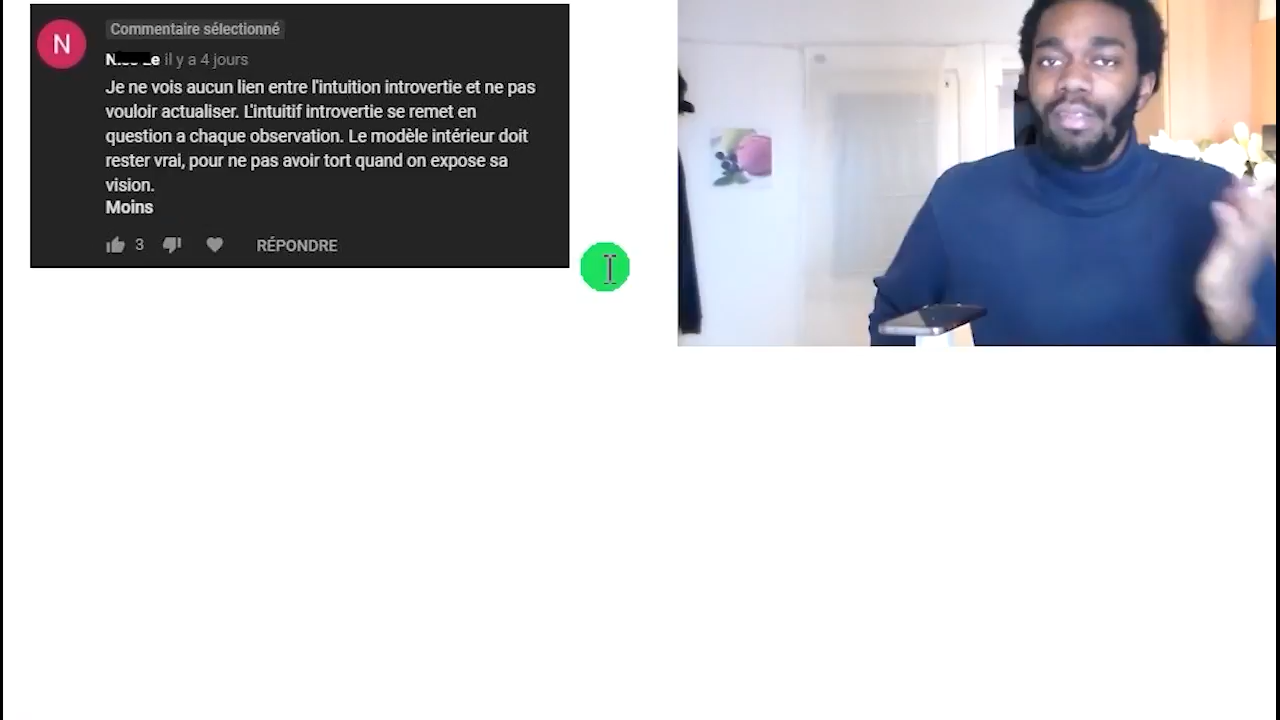 N
Commentaire sélectionné
il y a 4 jours
Je ne vois aucun lien entre l'intuition introvertie et ne pas
vouloir actualiser. L'intuitif introvertie se remet en
question a chaque observation. Le modèle intérieur doit
rester vrai, pour ne pas avoir tort quand on expose sa
vision.
Moins
3 RÉPONDRE